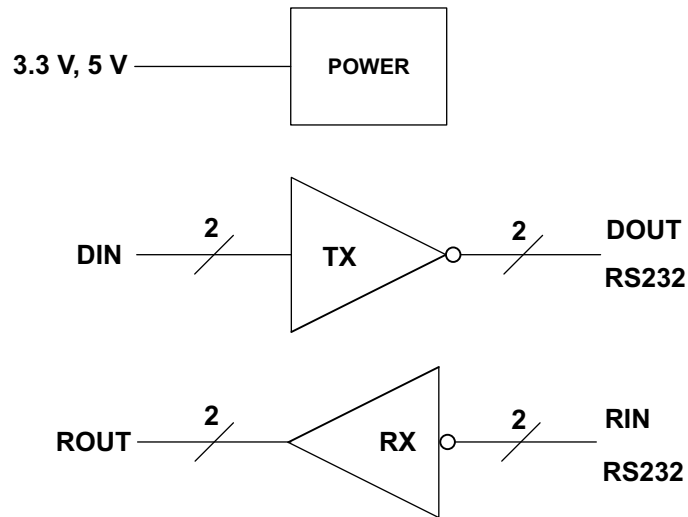 3.3 V, 5 V
POWER
DIN
2
TX
2
DOUT
RS232
ROUT
2
RX
2
RIN
RS232